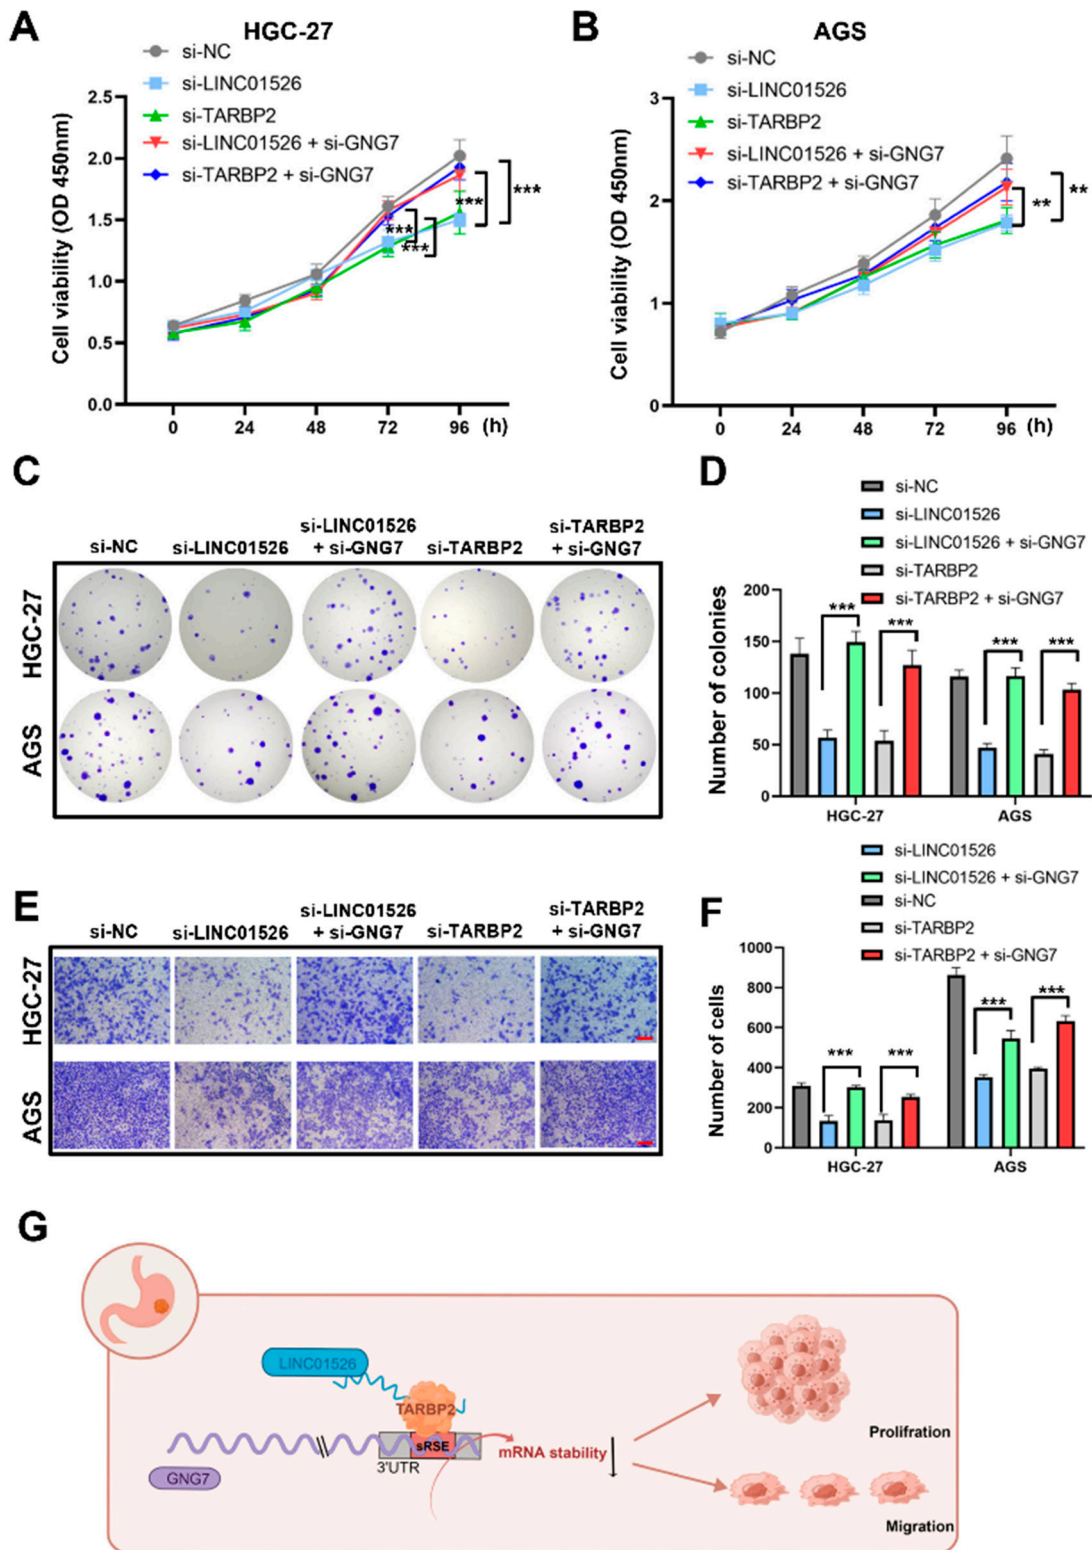 A
HGC-27
si-NC
si-LINC01526
si-TARBP2
si-LINC01526 + si-GNG7
si-TARBP2 + si-GNG7
Cell viability (OD 450nm)
2.5
2.0
1.5
1.0
0.5
0.0
***
***
***
***
0 24 48 72 96 (h)
B
AGS
si-NC
si-LINC01526
si-TARBP2
si-LINC01526 + si-GNG7
si-TARBP2 + si-GNG7
Cell viability (OD 450nm)
3
2
1
0
**
**
0 24 48 72 96 (h)
C
si-NC
si-LINC01526
si-LINC01526
+ si-GNG7
si-TARBP2
si-TARBP2
+ si-GNG7
HGC-27
AGS
D
si-NC
si-LINC01526
si-LINC01526 + si-GNG7
si-TARBP2
si-TARBP2 + si-GNG7
Number of colonies
200
150
100
50
0
***
***
***
***
HGC-27
AGS
E
si-NC
si-LINC01526
si-LINC01526
+ si-GNG7
si-TARBP2
si-TARBP2
+ si-GNG7
HGC-27
AGS
F
si-LINC01526
si-LINC01526 + si-GNG7
si-NC
si-TARBP2
si-TARBP2 + si-GNG7
Number of cells
1000
800
600
400
200
0
***
***
***
***
HGC-27
AGS
G
LINC01526
TARBP2
sRSE
3'UTR
GNG7
mRNA stability
Prolifration
Migration